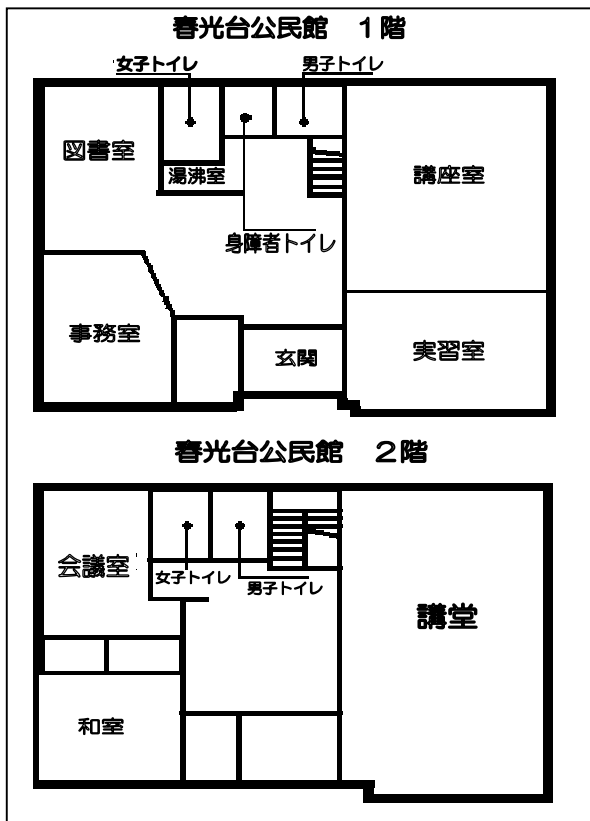 春光台公民館　１階
女子トイレ
男子トイレ
図書室
湯沸室
講座室
身障者トイレ
事務室
玄関
実習室
春光台公民館　２階
会議室
女子トイレ
男子トイレ
講堂
和室